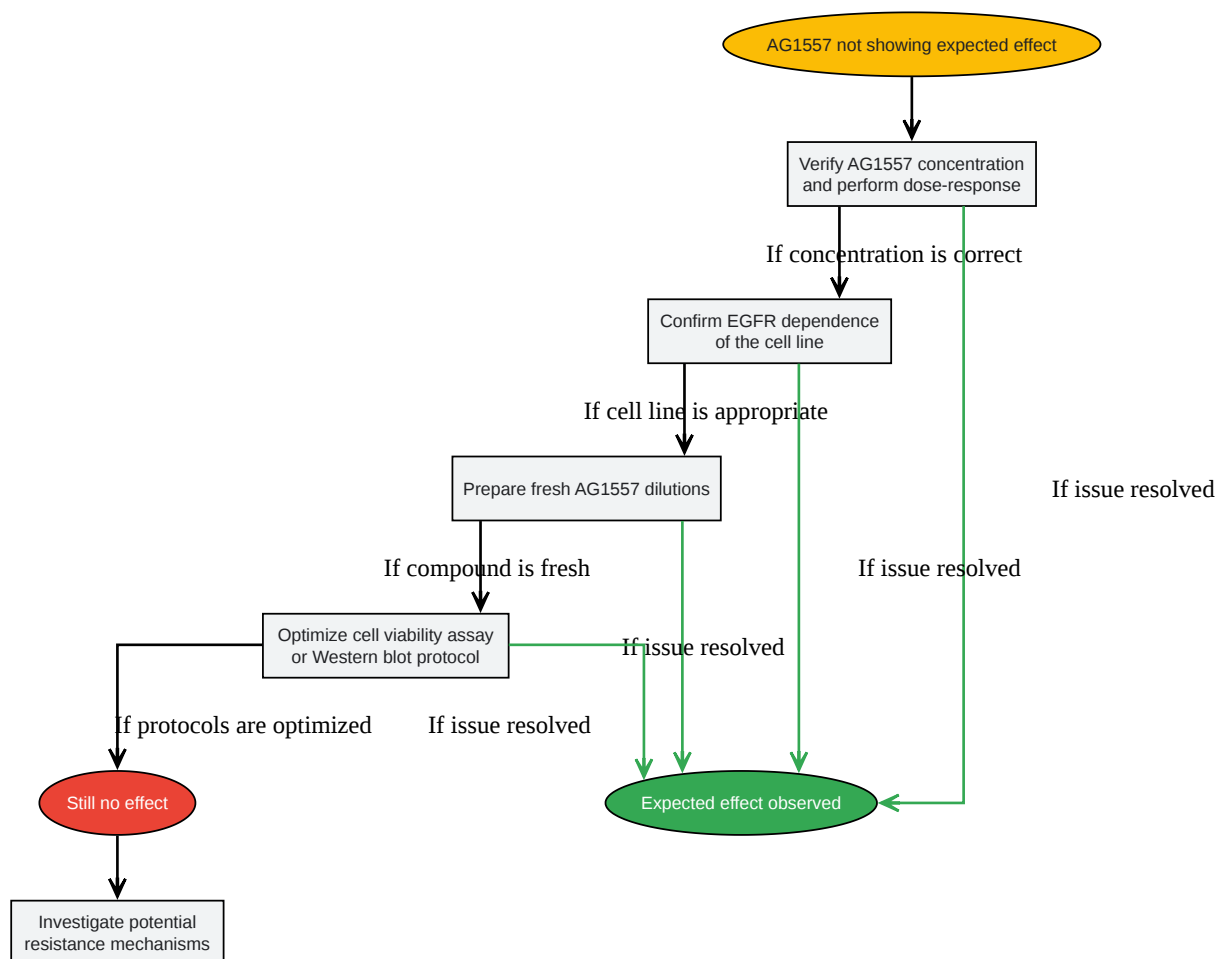 AG1557 not showing expected effect
Verify AG1557 concentration
and perform dose-response
If concentration is correct
Confirm EGFR dependence
of the cell line
If cell line is appropriate
Prepare fresh AG1557 dilutions
If issue resolved
If compound is fresh
If issue resolved
Optimize cell viability assay
or Western blot protocol
If issue resolved
If protocols are optimized
If issue resolved
Still no effect
Expected effect observed
Investigate potential
resistance mechanisms